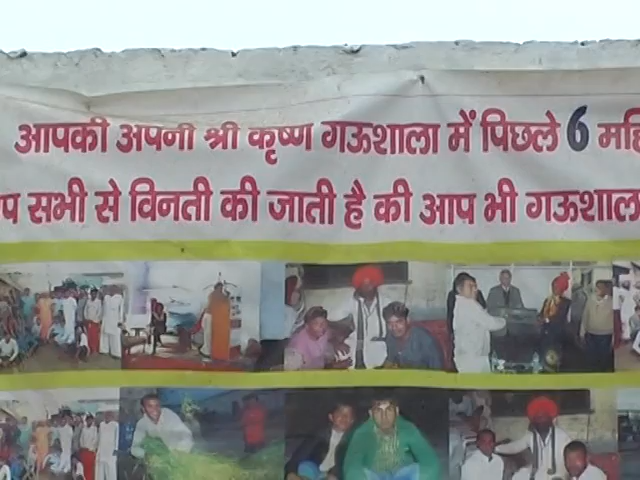 आपकी अपनी श्री कृष्ण गऊशाला में पिछले 6
सभी से विनती की जाती है की आप भी गऊशाला